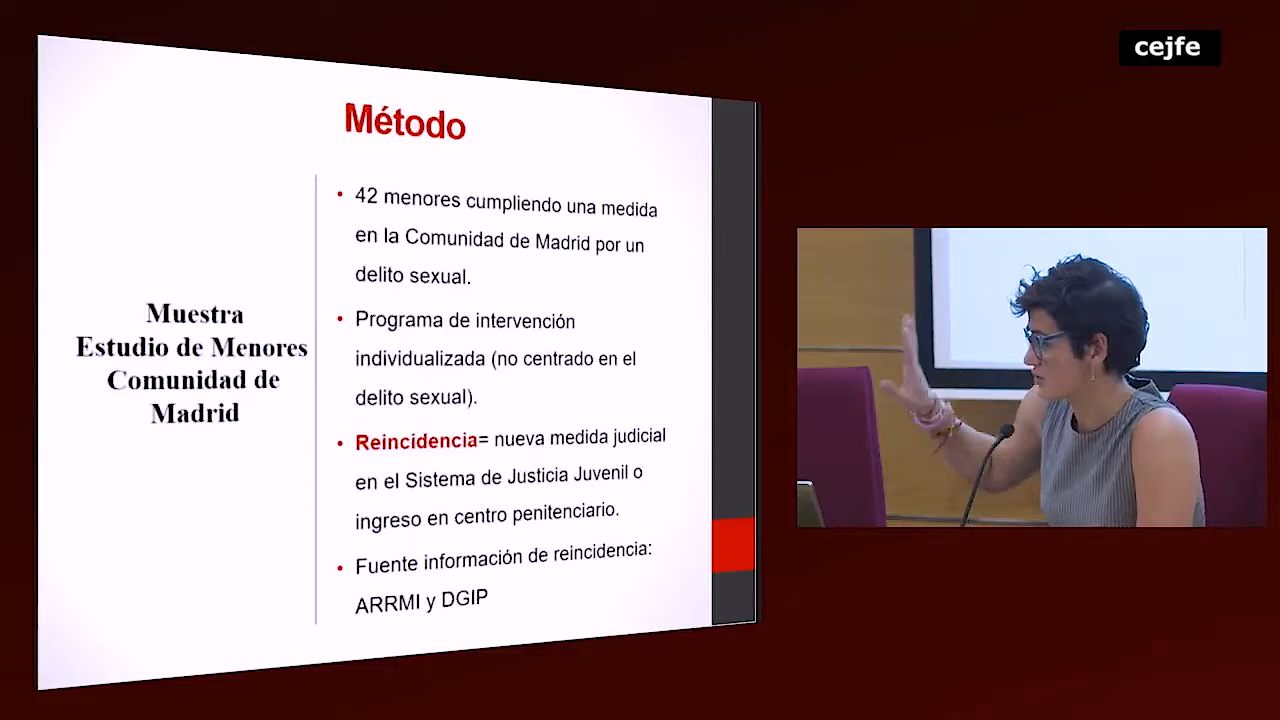 cejfe
Método
Muestra
Estudio de Menores
Comunidad de
Madrid
• 42 menores cumpliendo una medida
en la Comunidad de Madrid por un
delito sexual.
• Programa de intervención
individualizada (no centrado en el
delito sexual).
• Reincidencia= nueva medida judicial
en el Sistema de Justicia Juvenil o
ingreso en centro penitenciario.
• Fuente información de reincidencia:
ARRMI y DGIP